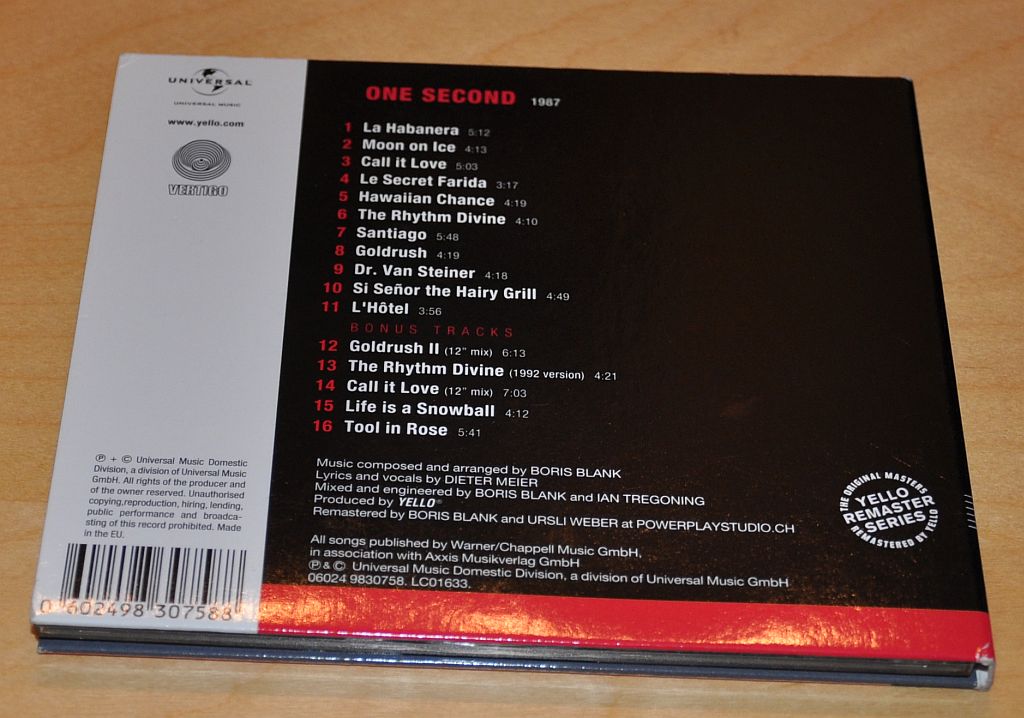 UNIVERSAL
UNIVERSAL MUSIC
www.yello.com
VERTIGO
ONE SECOND 1987
1 La Habanera 5:12
2 Moon on Ice 4:13
3 Call it Love 5:03
4 Le Secret Farida 3:17
5 Hawaiian Chance 4:19
6 The Rhythm Divine 4:10
7 Santiago 5:48
8 Goldrush 4:19
9 Dr. Van Steiner 4:18
10 Si Señor the Hairy Grill 4:49
11 L'Hôtel 3:56
BONUS TRACKS
12 Goldrush II (12" mix) 6:13
13 The Rhythm Divine (1992 version) 4:21
14 Call it Love (12" mix) 7:03
15 Life is a Snowball 4:12
16 Tool in Rose 5:41
Music composed and arranged by BORIS BLANK
Lyrics and vocals by DIETER MEIER
Mixed and engineered by BORIS BLANK and IAN TREGONING
Produced by YELLO®
Remastered by BORIS BLANK and URSLI WEBER at POWERPLAYSTUDIO.CH
All songs published by Warner/Chappell Music GmbH,
in association with Axxis Musikverlag GmbH
℗ & © Universal Music Domestic Division, a division of Universal Music GmbH
06024 9830758. LC01633.
℗ + © Universal Music Domestic
Division, a division of Universal Music
GmbH. All rights of the producer and
of the owner reserved. Unauthorised
copying,reproduction, hiring, lending,
public performance and broadca-
sting of this record prohibited. Made
in the EU.
0 602498 307588
THE ORIGINAL MASTERS
YELLO
REMASTER
SERIES
REMASTERED BY YELLO